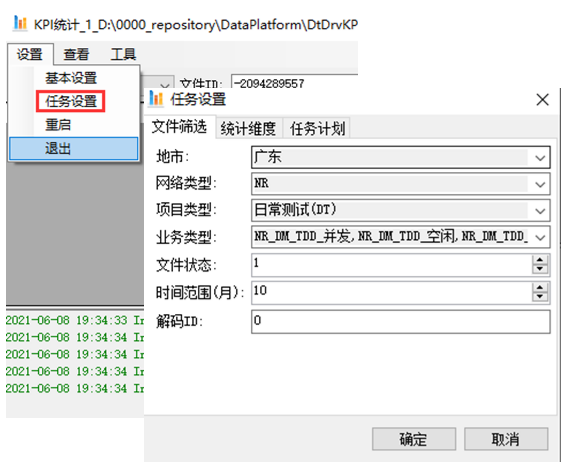 KPI统计_1_D:\0000_repository\DataPlatform\DtDrvKP
设置 查看 工具
基本设置
任务设置
重启
退出
文件ID: -2094289557
任务设置
文件筛选 统计维度 任务计划
地市: 广东
网络类型: NR
项目类型: 日常测试(DT)
业务类型: NR_DM_TDD_并发,NR_DM_TDD_空闲,NR_DM_TDD_
文件状态: 1
时间范围(月): 10
解码ID: 0
2021-06-08 19:34:33 Ir
2021-06-08 19:34:34 Ir
2021-06-08 19:34:34 Ir
2021-06-08 19:34:34 Ir
2021-06-08 19:34:34 Ir
确定 取消